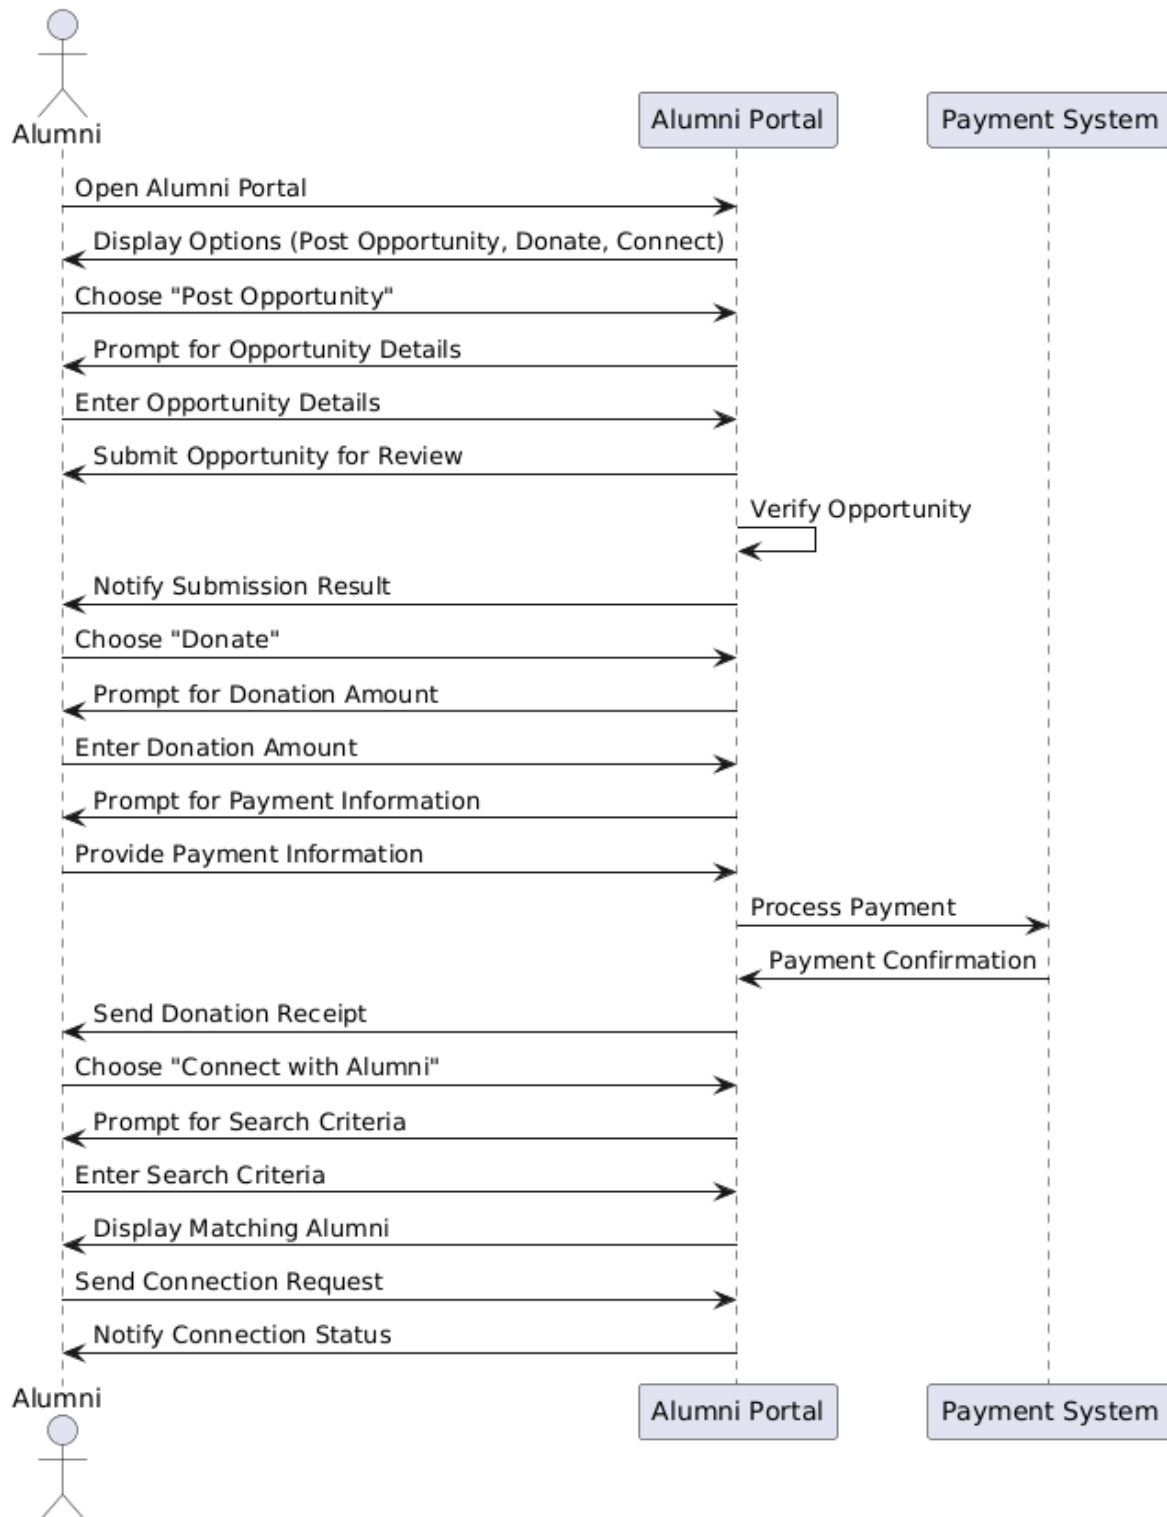 Alumni
Alumni Portal
Payment System
Open Alumni Portal
Display Options (Post Opportunity, Donate, Connect)
Choose "Post Opportunity"
Prompt for Opportunity Details
Enter Opportunity Details
Submit Opportunity for Review
Verify Opportunity
Notify Submission Result
Choose "Donate"
Prompt for Donation Amount
Enter Donation Amount
Prompt for Payment Information
Provide Payment Information
Process Payment
Payment Confirmation
Send Donation Receipt
Choose "Connect with Alumni"
Prompt for Search Criteria
Enter Search Criteria
Display Matching Alumni
Send Connection Request
Notify Connection Status
Alumni
Alumni Portal
Payment System